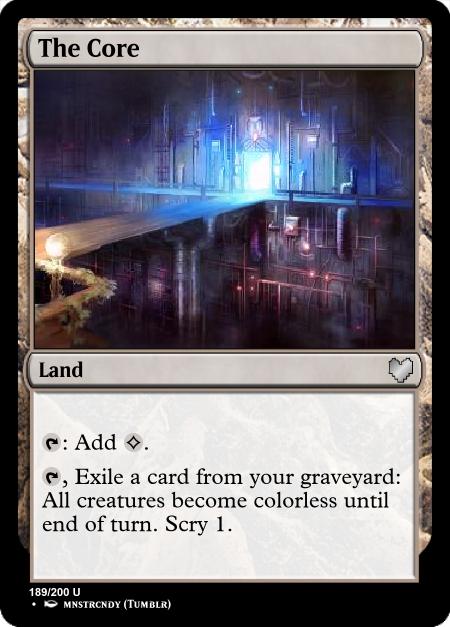 The Core
Land
: Add .
, Exile a card from your graveyard:
All creatures become colorless until
end of turn. Scry 1.
189/200 U
• MNSTRCNDY (TUMBLR)